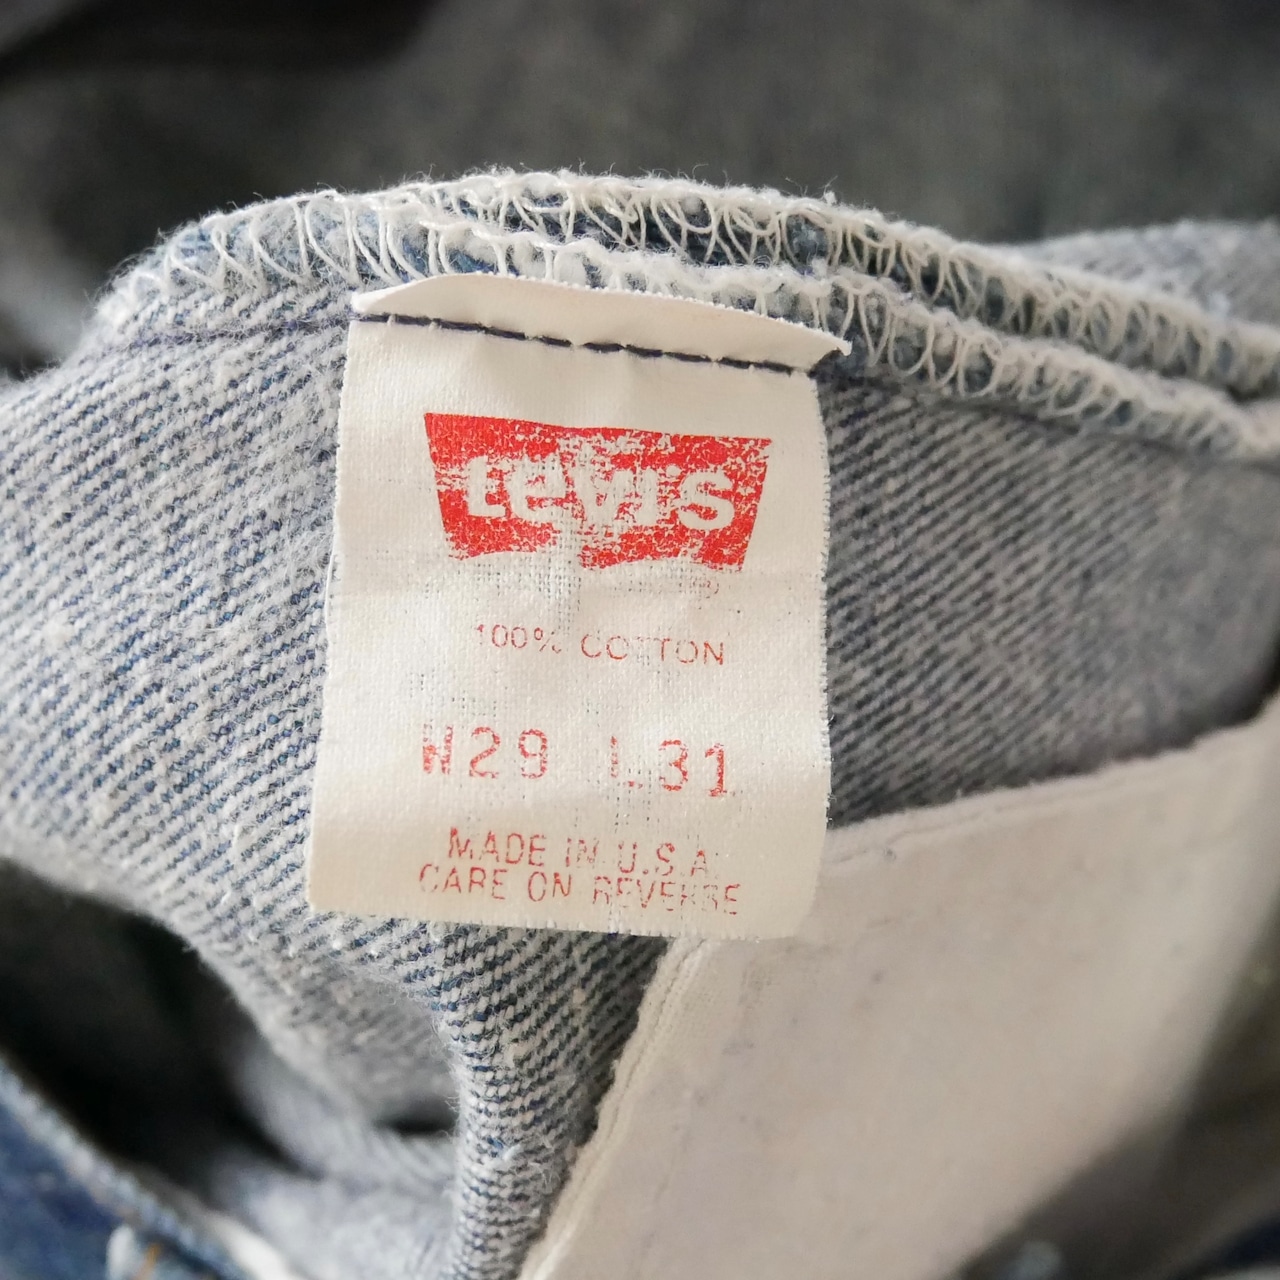 Levi's
®
100% COTTON
W29 L31
MADE IN U.S.A.
CARE ON REVERSE